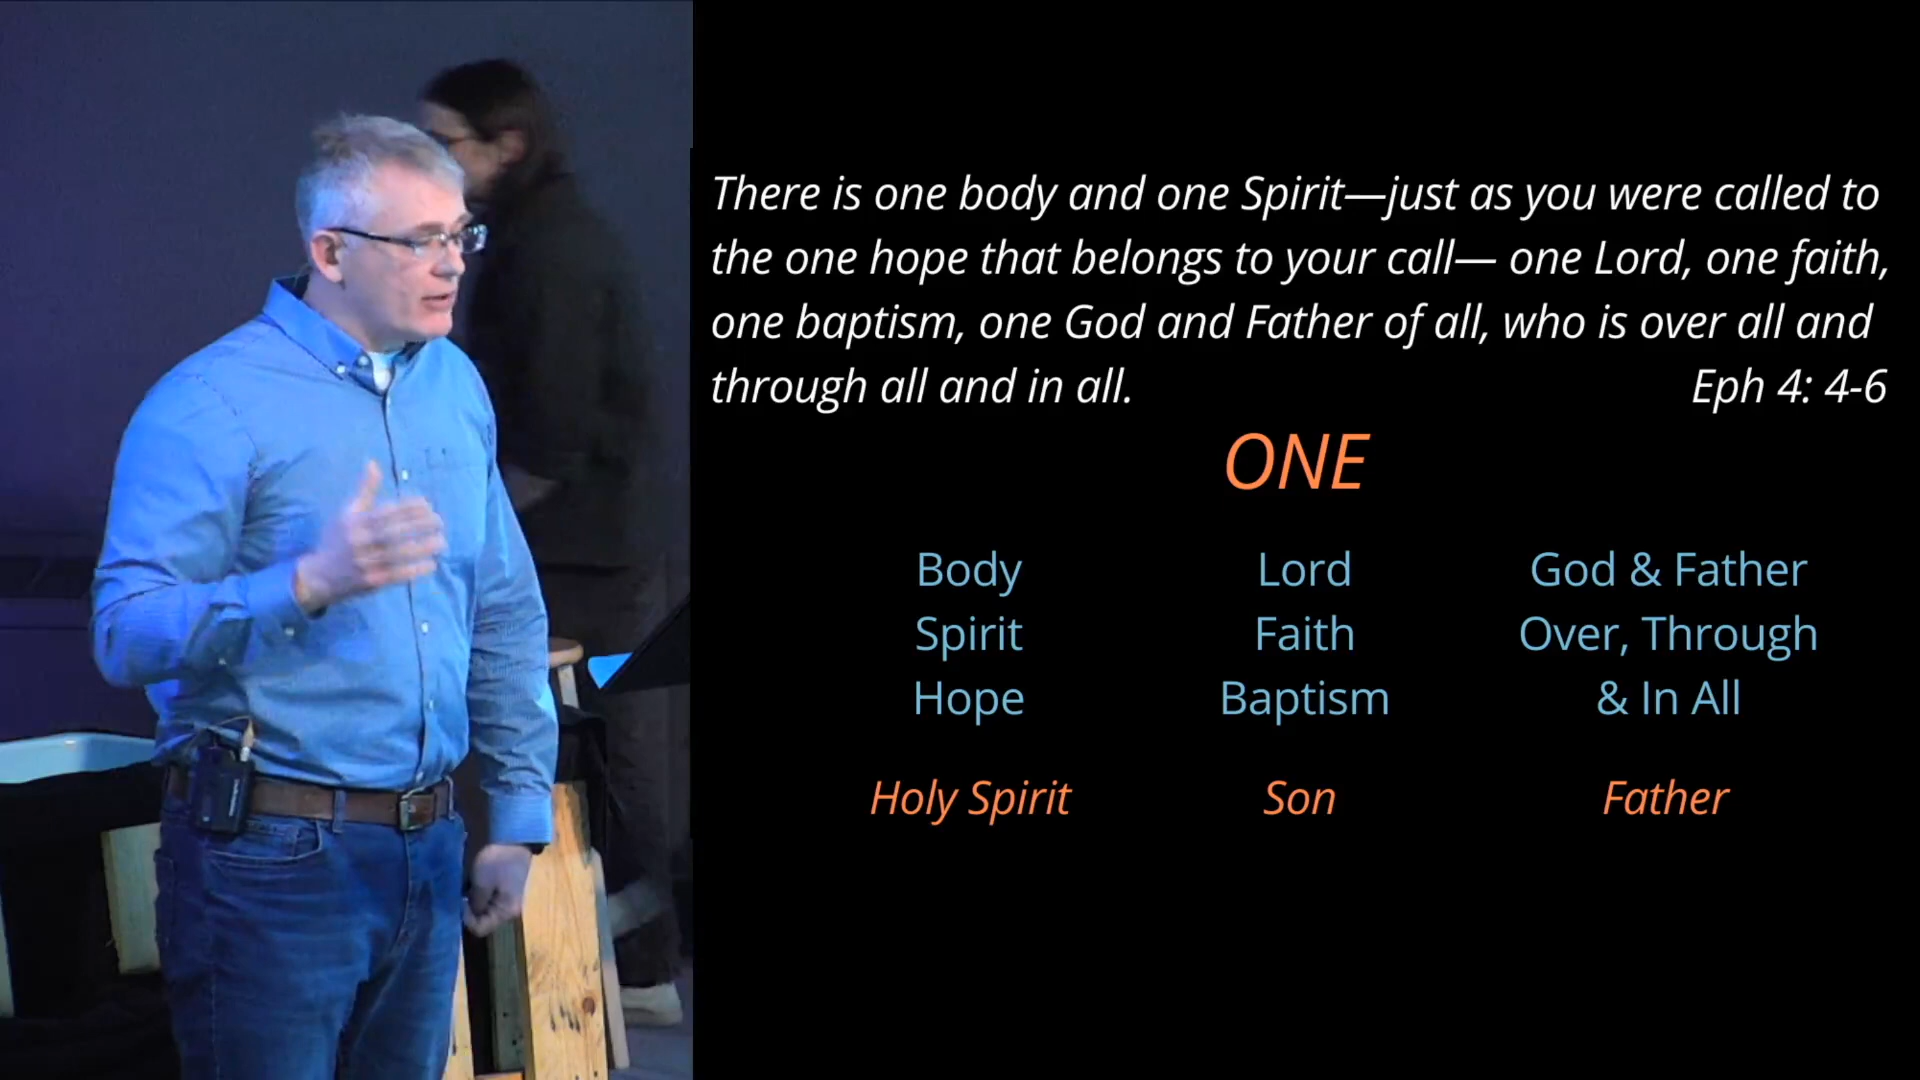 There is one body and one Spirit—just as you were called to
the one hope that belongs to your call— one Lord, one faith,
one baptism, one God and Father of all, who is over all and
through all and in all. Eph 4: 4-6
ONE
Body Lord God & Father
Spirit Faith Over, Through
Hope Baptism & In All
Holy Spirit Son Father